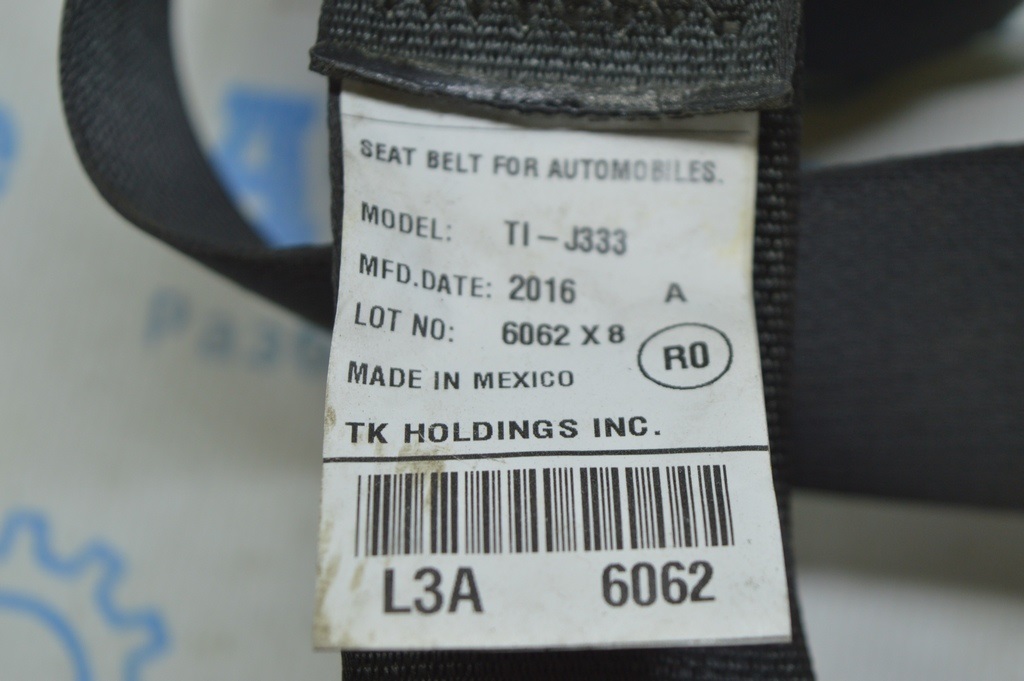 SEAT BELT FOR AUTOMOBILES.
MODEL: TI-J333
MFD.DATE: 2016 A
LOT NO: 6062 X 8
R0
MADE IN MEXICO
TK HOLDINGS INC.
L3A 6062